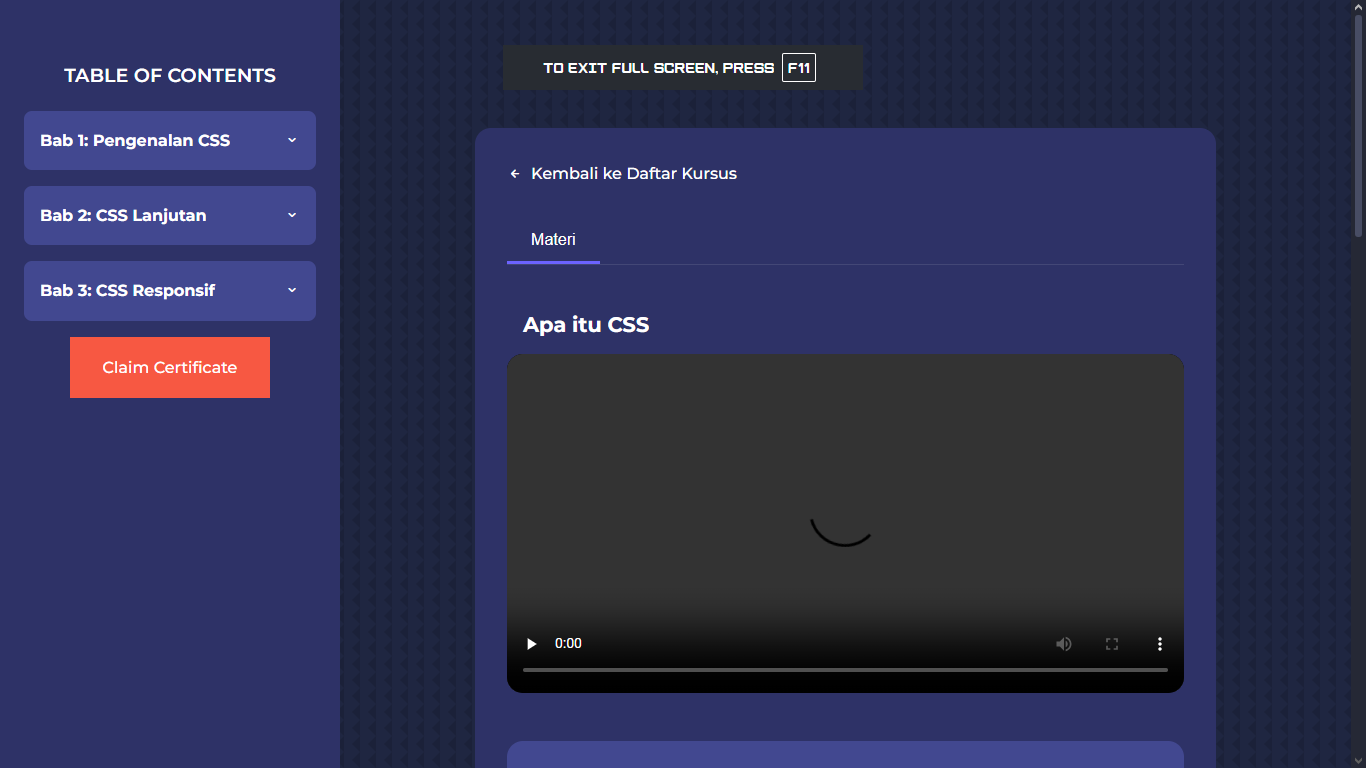 TABLE OF CONTENTS
Bab 1: Pengenalan CSS
Bab 2: CSS Lanjutan
Bab 3: CSS Responsif
Claim Certificate
TO EXIT FULL SCREEN, PRESS F11
Kembali ke Daftar Kursus
Materi
Apa itu CSS
0:00